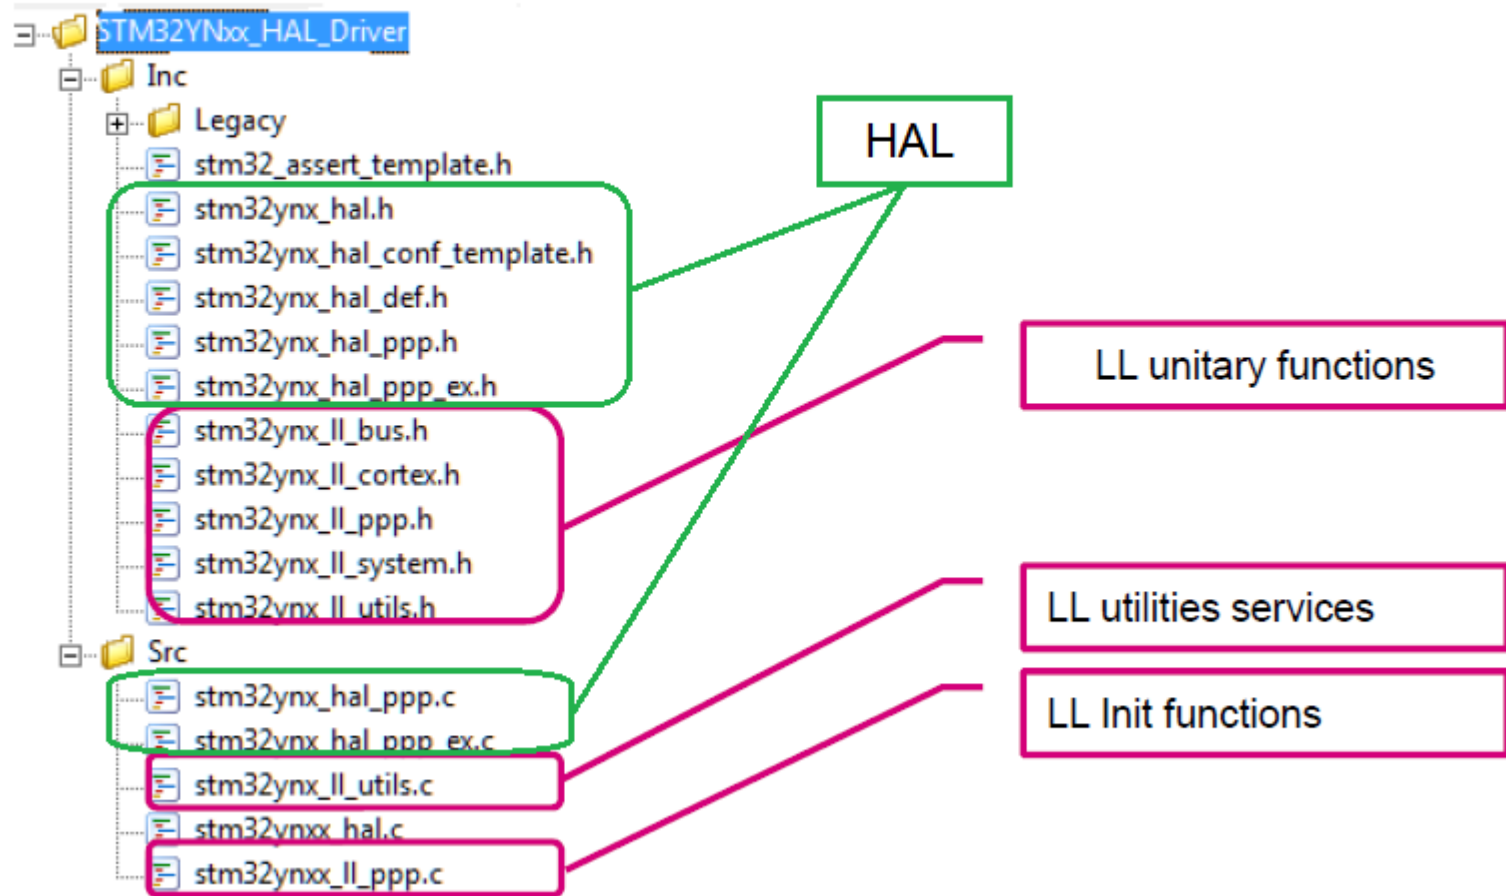 STM32YNxx_HAL_Driver
Inc
Legacy
stm32_assert_template.h
stm32ynx_hal.h
stm32ynx_hal_conf_template.h
stm32ynx_hal_def.h
stm32ynx_hal_ppp.h
stm32ynx_hal_ppp_ex.h
stm32ynx_ll_bus.h
stm32ynx_ll_cortex.h
stm32ynx_ll_ppp.h
stm32ynx_ll_system.h
stm32ynx_ll_utils.h
Src
stm32ynx_hal_ppp.c
stm32ynx_hal_ppp_ex.c
stm32ynx_ll_utils.c
stm32ynxx_hal.c
stm32ynxx_ll_ppp.c
HAL
LL unitary functions
LL utilities services
LL Init functions